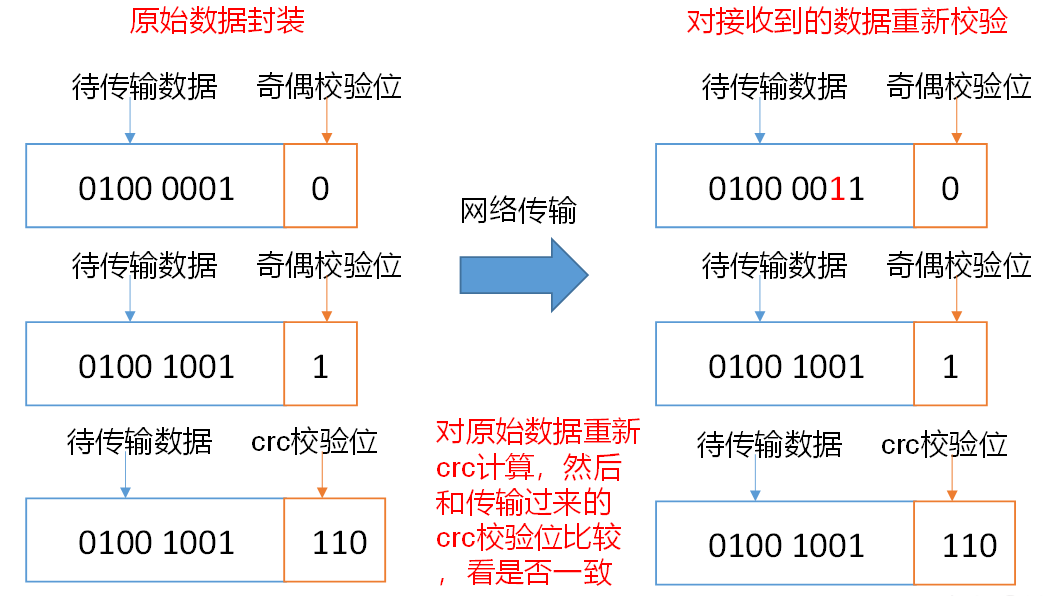 原始数据封装
对接收到的数据重新校验
待传输数据
奇偶校验位
待传输数据
奇偶校验位
0100 0001
0
0100 0011
0
网络传输
待传输数据
奇偶校验位
待传输数据
奇偶校验位
0100 1001
1
0100 1001
1
待传输数据
crc校验位
对原始数据重新
crc计算，然后
和传输过来的
crc校验位比较
，看是否一致
待传输数据
crc校验位
0100 1001
110
0100 1001
110